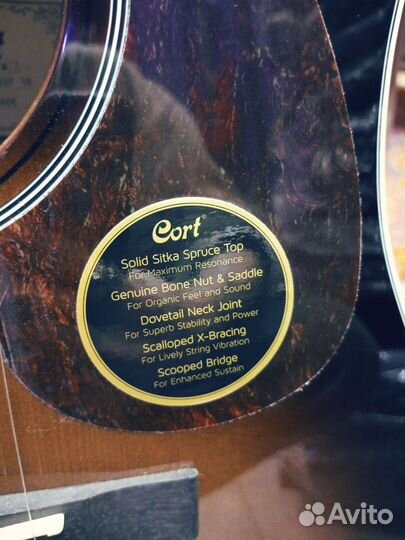 Cort®
Solid Sitka Spruce Top
For Maximum Resonance
Genuine Bone Nut & Saddle
For Organic Feel and Sound
Dovetail Neck Joint
For Superb Stability and Power
Scalloped X-Bracing
For Lively String Vibration
Scooped Bridge
For Enhanced Sustain
Avito